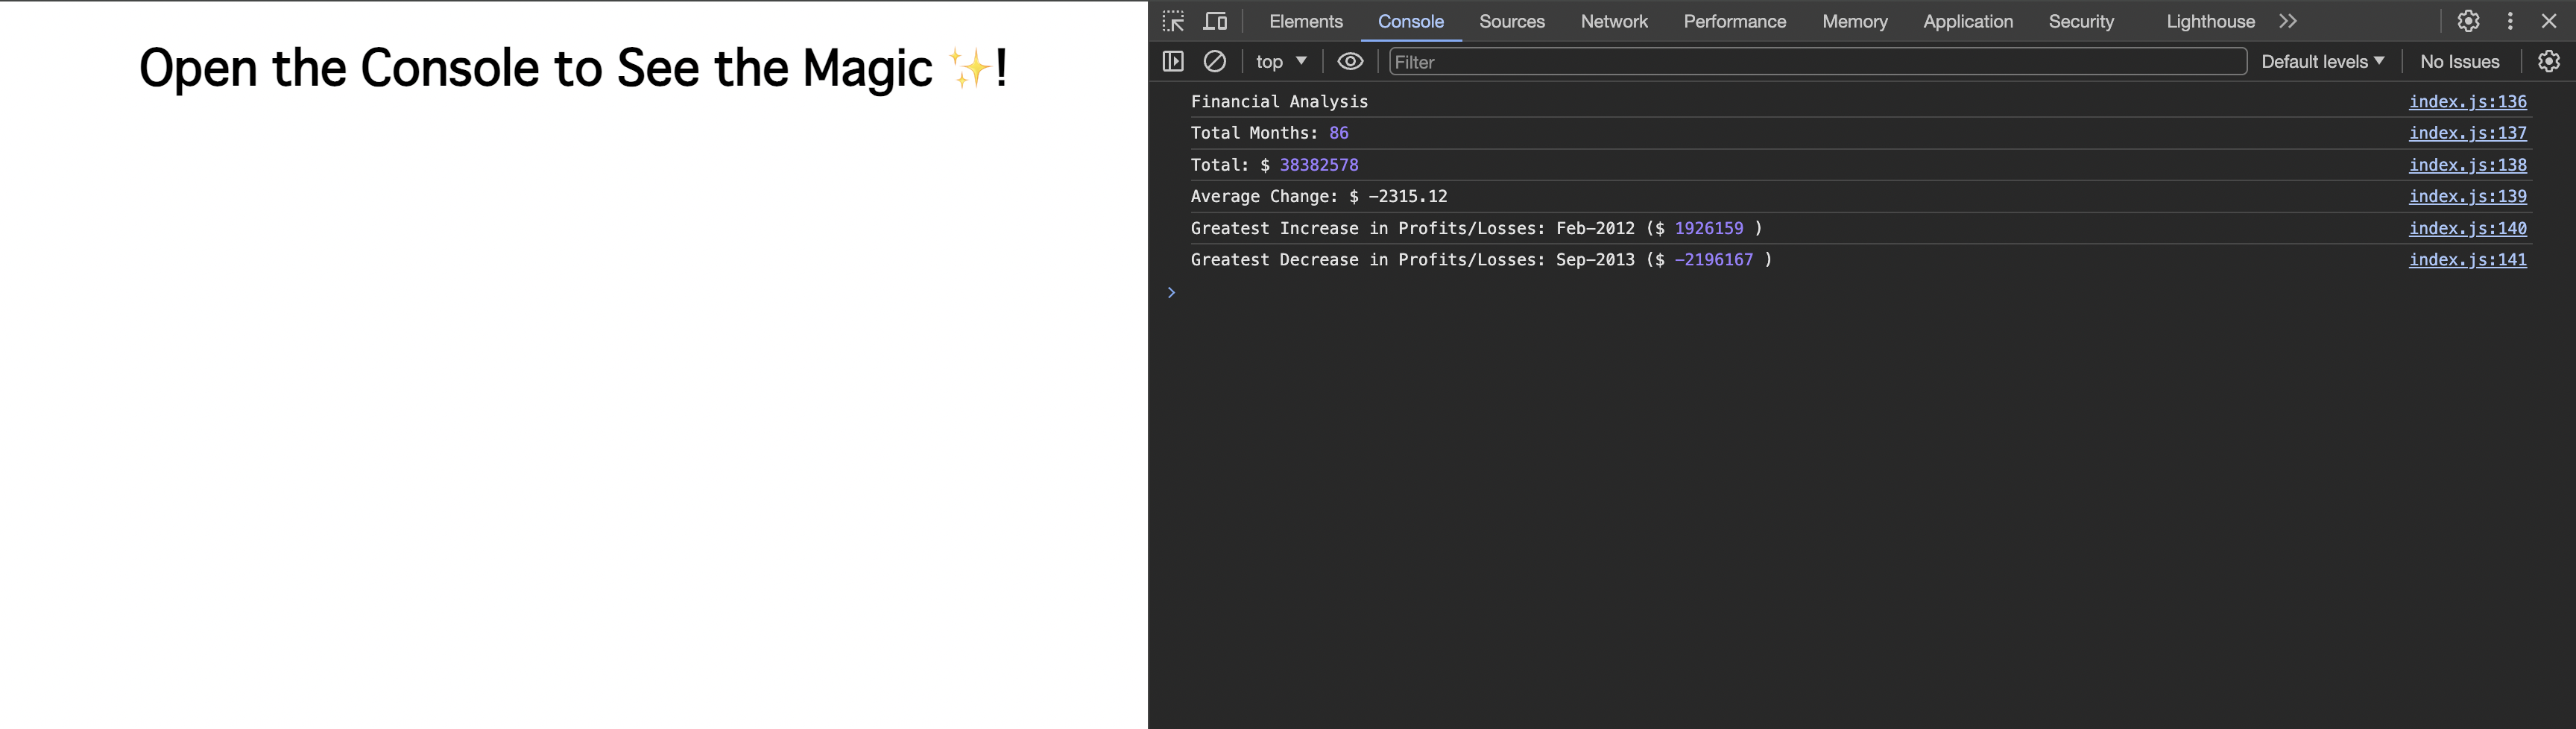 Open the Console to See the Magic ✨!
Elements Console Sources Network Performance Memory Application Security Lighthouse
top Filter Default levels No Issues
Financial Analysis index.js:136
Total Months: 86 index.js:137
Total: $ 38382578 index.js:138
Average Change: $ -2315.12 index.js:139
Greatest Increase in Profits/Losses: Feb-2012 ($ 1926159 ) index.js:140
Greatest Decrease in Profits/Losses: Sep-2013 ($ -2196167 ) index.js:141